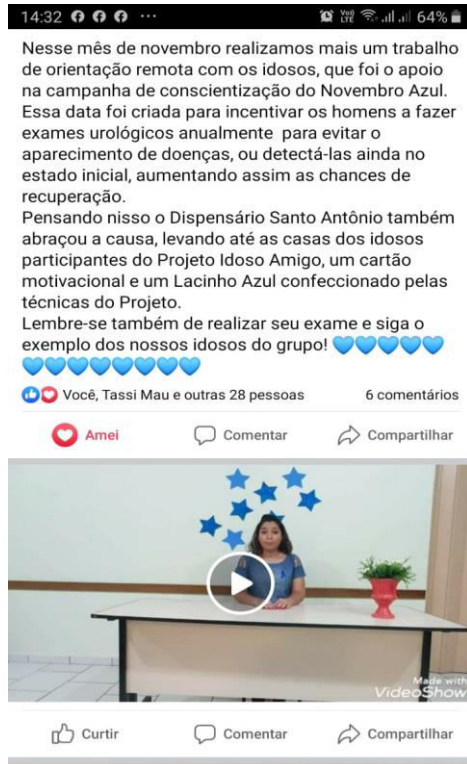 14:32
VoD
LTE
64%
Nesse mês de novembro realizamos mais um trabalho
de orientação remota com os idosos, que foi o apoio
na campanha de conscientização do Novembro Azul.
Essa data foi criada para incentivar os homens a fazer
exames urológicos anualmente para evitar o
aparecimento de doenças, ou detectá-las ainda no
estado inicial, aumentando assim as chances de
recuperação.
Pensando nisso o Dispensário Santo Antônio também
abraçou a causa, levando até as casas dos idosos
participantes do Projeto Idoso Amigo, um cartão
motivacional e um Lacinho Azul confeccionado pelas
técnicas do Projeto.
Lembre-se também de realizar seu exame e siga o
exemplo dos nossos idosos do grupo! 💙💙💙💙💙
💙💙💙💙💙💙💙💙
Você, Tassi Mau e outras 28 pessoas 6 comentários
Amei Comentar Compartilhar
Made with
VideoShow
Curtir Comentar Compartilhar